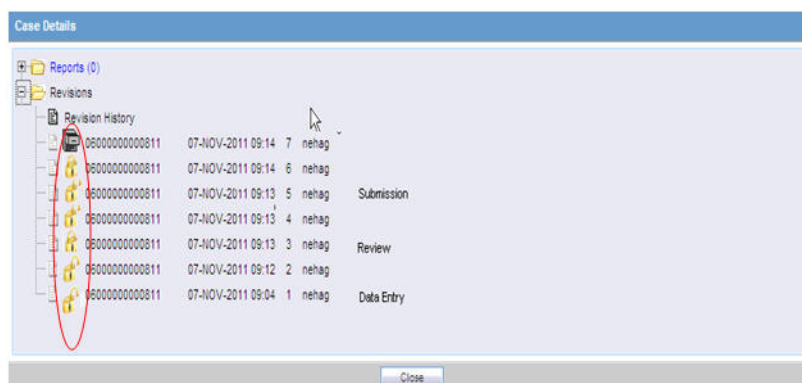 Case Details
Reports (0)
Revisions
Revision History
06000000000811 07-NOV-2011 09:14 7 nehag
06000000000811 07-NOV-2011 09:14 6 nehag
06000000000811 07-NOV-2011 09:13 5 nehag Submission
06000000000811 07-NOV-2011 09:13 4 nehag
06000000000811 07-NOV-2011 09:13 3 nehag Review
06000000000811 07-NOV-2011 09:12 2 nehag
06000000000811 07-NOV-2011 09:04 1 nehag Data Entry
Close